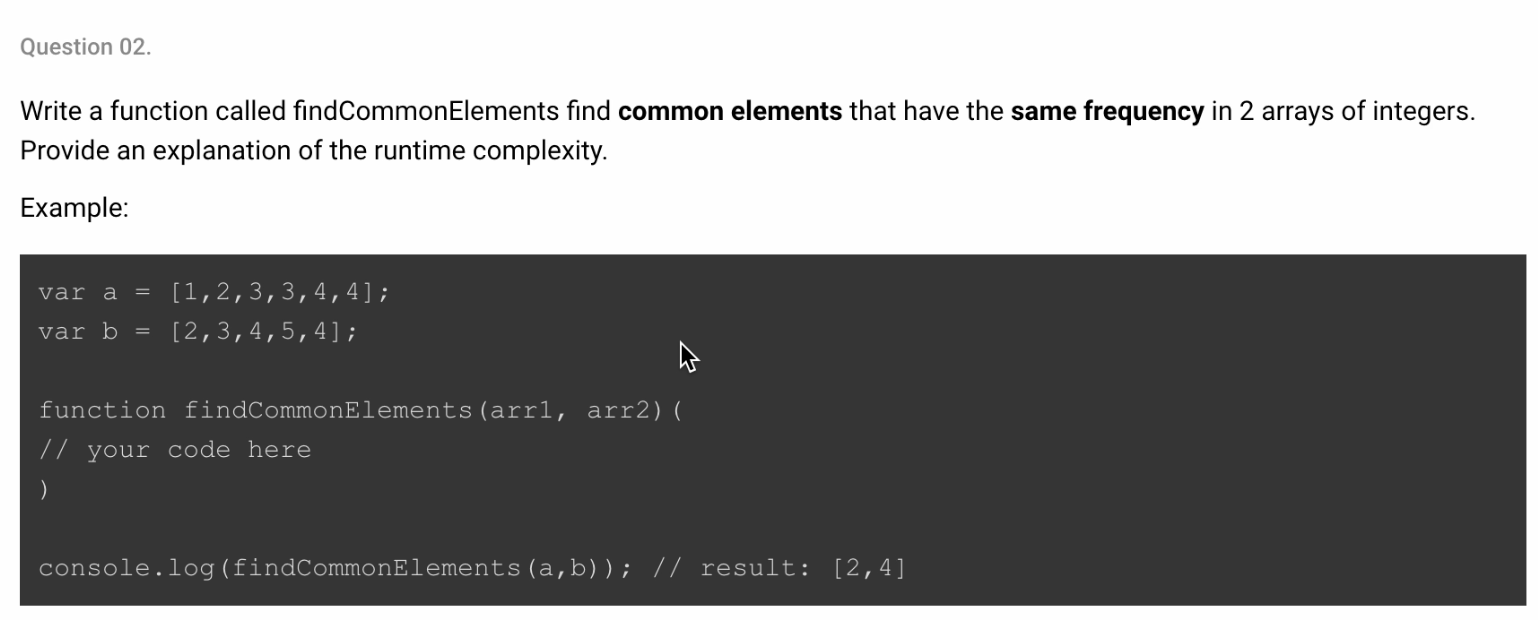 Question 02.
Write a function called findCommonElements find common elements that have the same frequency in 2 arrays of integers.
Provide an explanation of the runtime complexity.
Example:
var a = [1,2,3,3,4,4];
var b = [2,3,4,5,4];
function findCommonElements(arr1, arr2)(
// your code here
)
console.log(findCommonElements(a,b)); // result: [2,4]